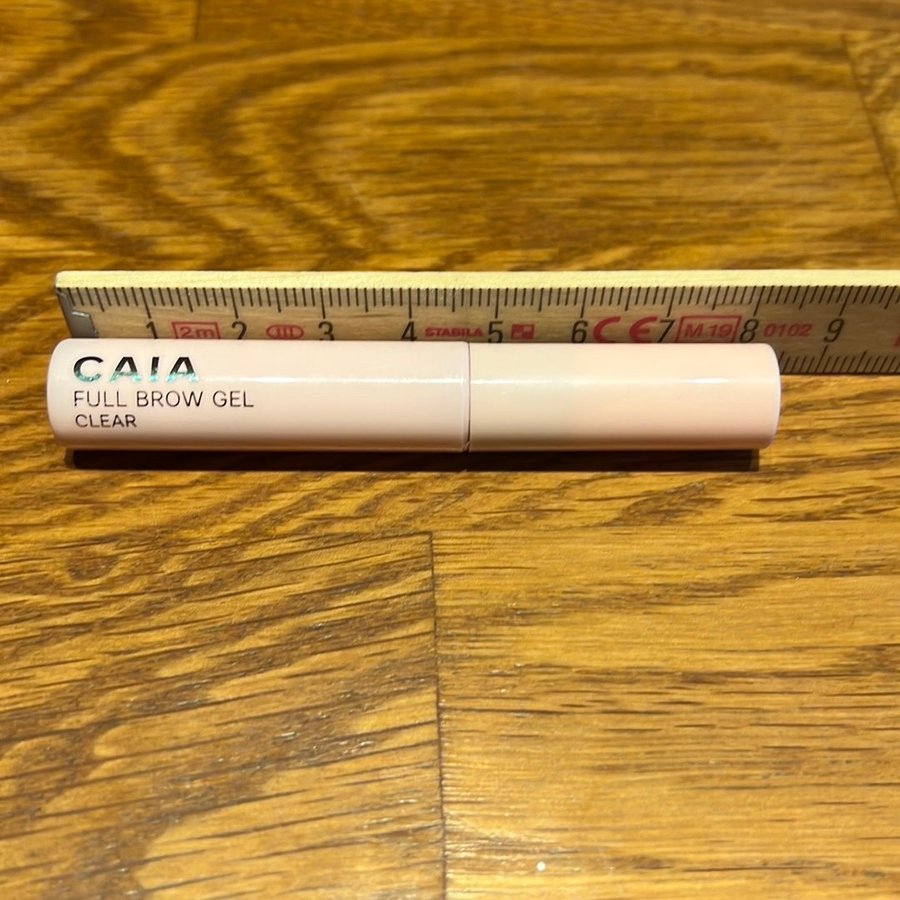 1 2m 2 III 3 4 STABILA 5 6 CE 7 M 19 8 0102 9
CAIA
FULL BROW GEL
CLEAR